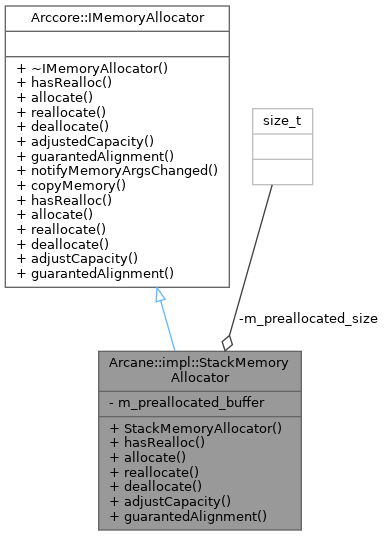 Arccore::IMemoryAllocator
+ ~IMemoryAllocator()
+ hasRealloc()
+ allocate()
+ reallocate()
+ deallocate()
+ adjustedCapacity()
+ guarantedAlignment()
+ notifyMemoryArgsChanged()
+ copyMemory()
+ hasRealloc()
+ allocate()
+ reallocate()
+ deallocate()
+ adjustCapacity()
+ guarantedAlignment()
size_t
-m_preallocated_size
Arcane::impl::StackMemory
Allocator
- m_preallocated_buffer
+ StackMemoryAllocator()
+ hasRealloc()
+ allocate()
+ reallocate()
+ deallocate()
+ adjustCapacity()
+ guarantedAlignment()